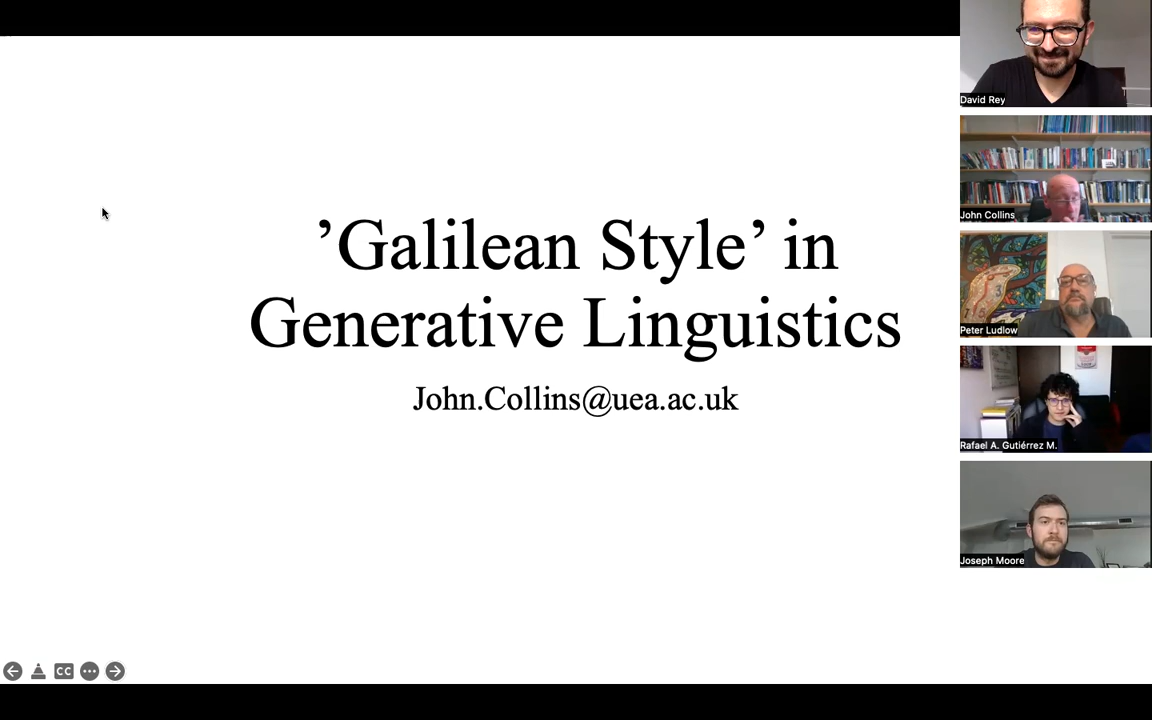 ’Galilean Style’ in
Generative Linguistics
John.Collins@uea.ac.uk
David Rey
John Collins
Peter Ludlow
Rafael A. Gutiérrez M.
Joseph Moore
CC